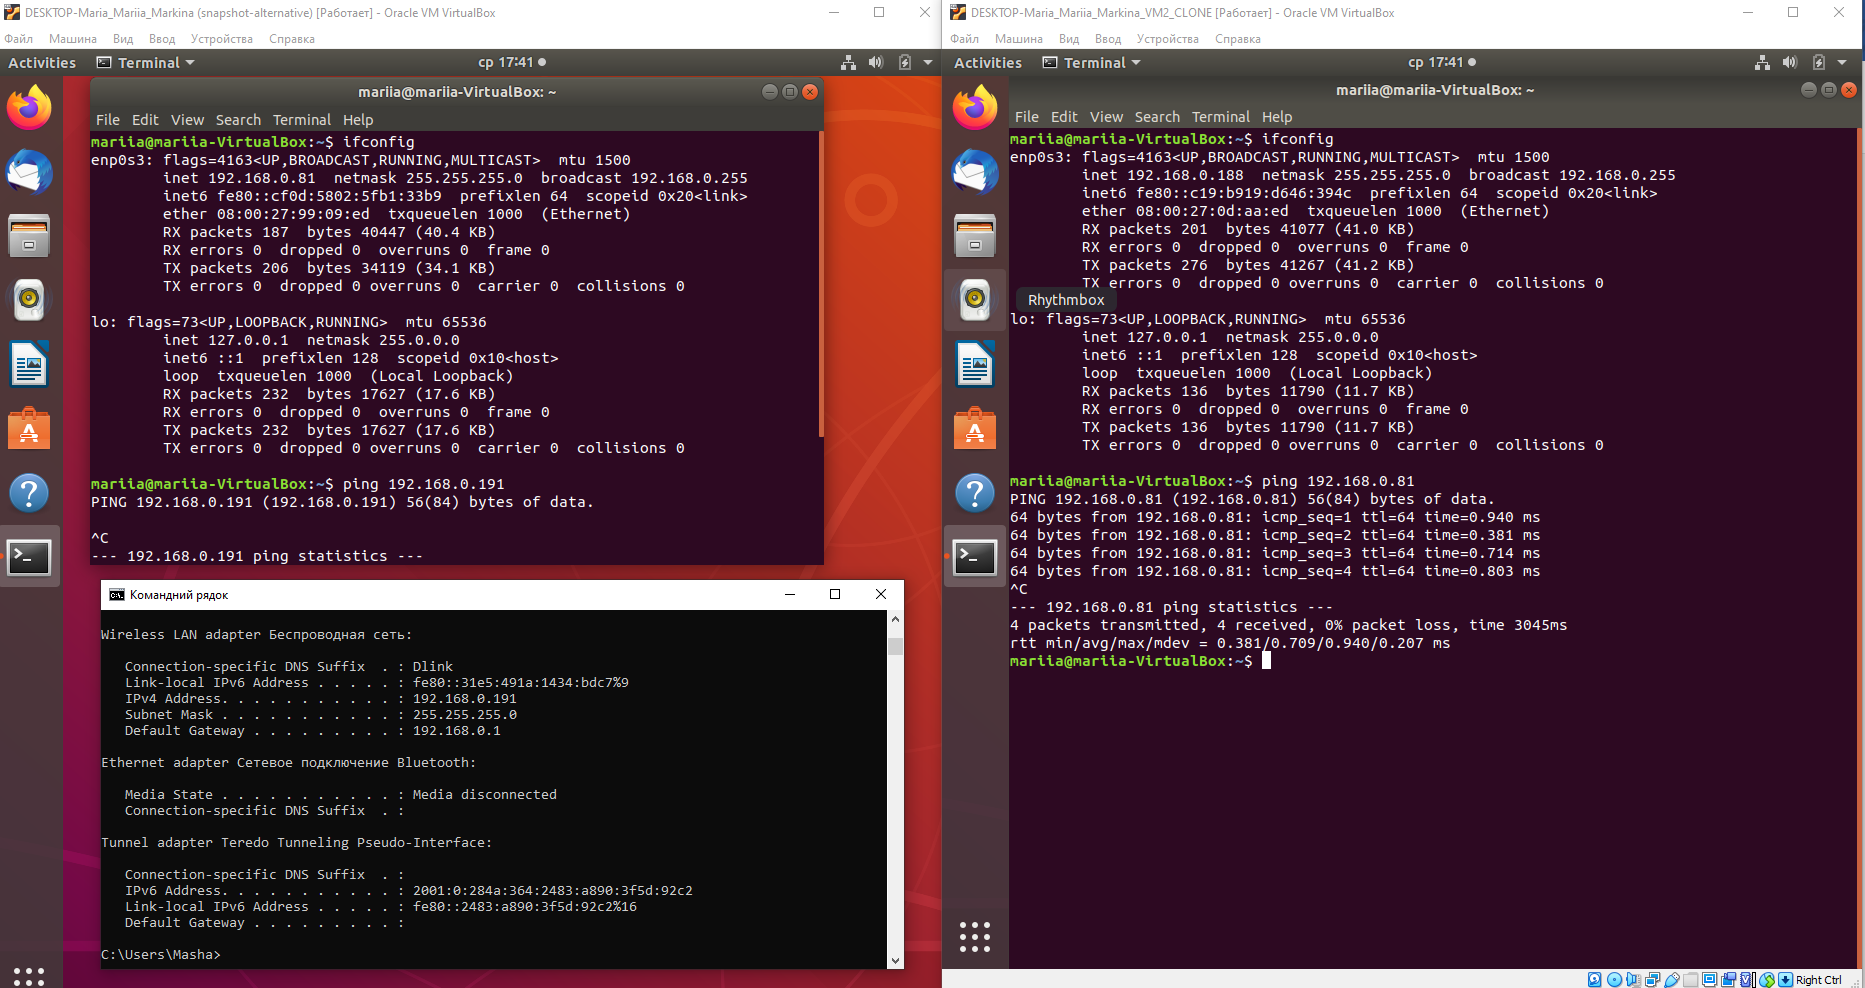 DESKTOP-Maria_Mariia_Markina (snapshot-alternative) [Работает] - Oracle VM VirtualBox
Файл Машина Вид Ввод Устройства Справка
Activities Terminal ср 17:41
mariia@mariia-VirtualBox: ~
File Edit View Search Terminal Help
mariia@mariia-VirtualBox:~$ ifconfig
enp0s3: flags=4163<UP,BROADCAST,RUNNING,MULTICAST>  mtu 1500
        inet 192.168.0.81  netmask 255.255.255.0  broadcast 192.168.0.255
        inet6 fe80::cf0d:5802:5fb1:33b9  prefixlen 64  scopeid 0x20<link>
        ether 08:00:27:99:09:ed  txqueuelen 1000  (Ethernet)
        RX packets 187  bytes 40447 (40.4 KB)
        RX errors 0  dropped 0  overruns 0  frame 0
        TX packets 206  bytes 34119 (34.1 KB)
        TX errors 0  dropped 0 overruns 0  carrier 0  collisions 0
lo: flags=73<UP,LOOPBACK,RUNNING>  mtu 65536
        inet 127.0.0.1  netmask 255.0.0.0
        inet6 ::1  prefixlen 128  scopeid 0x10<host>
        loop  txqueuelen 1000  (Local Loopback)
        RX packets 232  bytes 17627 (17.6 KB)
        RX errors 0  dropped 0  overruns 0  frame 0
        TX packets 232  bytes 17627 (17.6 KB)
        TX errors 0  dropped 0 overruns 0  carrier 0  collisions 0
mariia@mariia-VirtualBox:~$ ping 192.168.0.191
PING 192.168.0.191 (192.168.0.191) 56(84) bytes of data.
^C
--- 192.168.0.191 ping statistics ---
Командний рядок
Wireless LAN adapter Беспроводная сеть:
   Connection-specific DNS Suffix  . : Dlink
   Link-local IPv6 Address . . . . . : fe80::31e5:491a:1434:bdc7%9
   IPv4 Address. . . . . . . . . . . : 192.168.0.191
   Subnet Mask . . . . . . . . . . . : 255.255.255.0
   Default Gateway . . . . . . . . . : 192.168.0.1
Ethernet adapter Сетевое подключение Bluetooth:
   Media State . . . . . . . . . . . : Media disconnected
   Connection-specific DNS Suffix  . :
Tunnel adapter Teredo Tunneling Pseudo-Interface:
   Connection-specific DNS Suffix  . :
   IPv6 Address. . . . . . . . . . . : 2001:0:284a:364:2483:a890:3f5d:92c2
   Link-local IPv6 Address . . . . . : fe80::2483:a890:3f5d:92c2%16
   Default Gateway . . . . . . . . . :
C:\Users\Masha>
DESKTOP-Maria_Mariia_Markina_VM2_CLONE [Работает] - Oracle VM VirtualBox
Файл Машина Вид Ввод Устройства Справка
Activities Terminal ср 17:41
mariia@mariia-VirtualBox: ~
File Edit View Search Terminal Help
mariia@mariia-VirtualBox:~$ ifconfig
enp0s3: flags=4163<UP,BROADCAST,RUNNING,MULTICAST>  mtu 1500
        inet 192.168.0.188  netmask 255.255.255.0  broadcast 192.168.0.255
        inet6 fe80::c19:b919:d646:394c  prefixlen 64  scopeid 0x20<link>
        ether 08:00:27:0d:aa:ed  txqueuelen 1000  (Ethernet)
        RX packets 201  bytes 41077 (41.0 KB)
        RX errors 0  dropped 0  overruns 0  frame 0
        TX packets 276  bytes 41267 (41.2 KB)
        TX errors 0  dropped 0 overruns 0  carrier 0  collisions 0
Rhythmbox
lo: flags=73<UP,LOOPBACK,RUNNING>  mtu 65536
        inet 127.0.0.1  netmask 255.0.0.0
        inet6 ::1  prefixlen 128  scopeid 0x10<host>
        loop  txqueuelen 1000  (Local Loopback)
        RX packets 136  bytes 11790 (11.7 KB)
        RX errors 0  dropped 0  overruns 0  frame 0
        TX packets 136  bytes 11790 (11.7 KB)
        TX errors 0  dropped 0 overruns 0  carrier 0  collisions 0
mariia@mariia-VirtualBox:~$ ping 192.168.0.81
PING 192.168.0.81 (192.168.0.81) 56(84) bytes of data.
64 bytes from 192.168.0.81: icmp_seq=1 ttl=64 time=0.940 ms
64 bytes from 192.168.0.81: icmp_seq=2 ttl=64 time=0.381 ms
64 bytes from 192.168.0.81: icmp_seq=3 ttl=64 time=0.714 ms
64 bytes from 192.168.0.81: icmp_seq=4 ttl=64 time=0.803 ms
^C
--- 192.168.0.81 ping statistics ---
4 packets transmitted, 4 received, 0% packet loss, time 3045ms
rtt min/avg/max/mdev = 0.381/0.709/0.940/0.207 ms
mariia@mariia-VirtualBox:~$
Right Ctrl